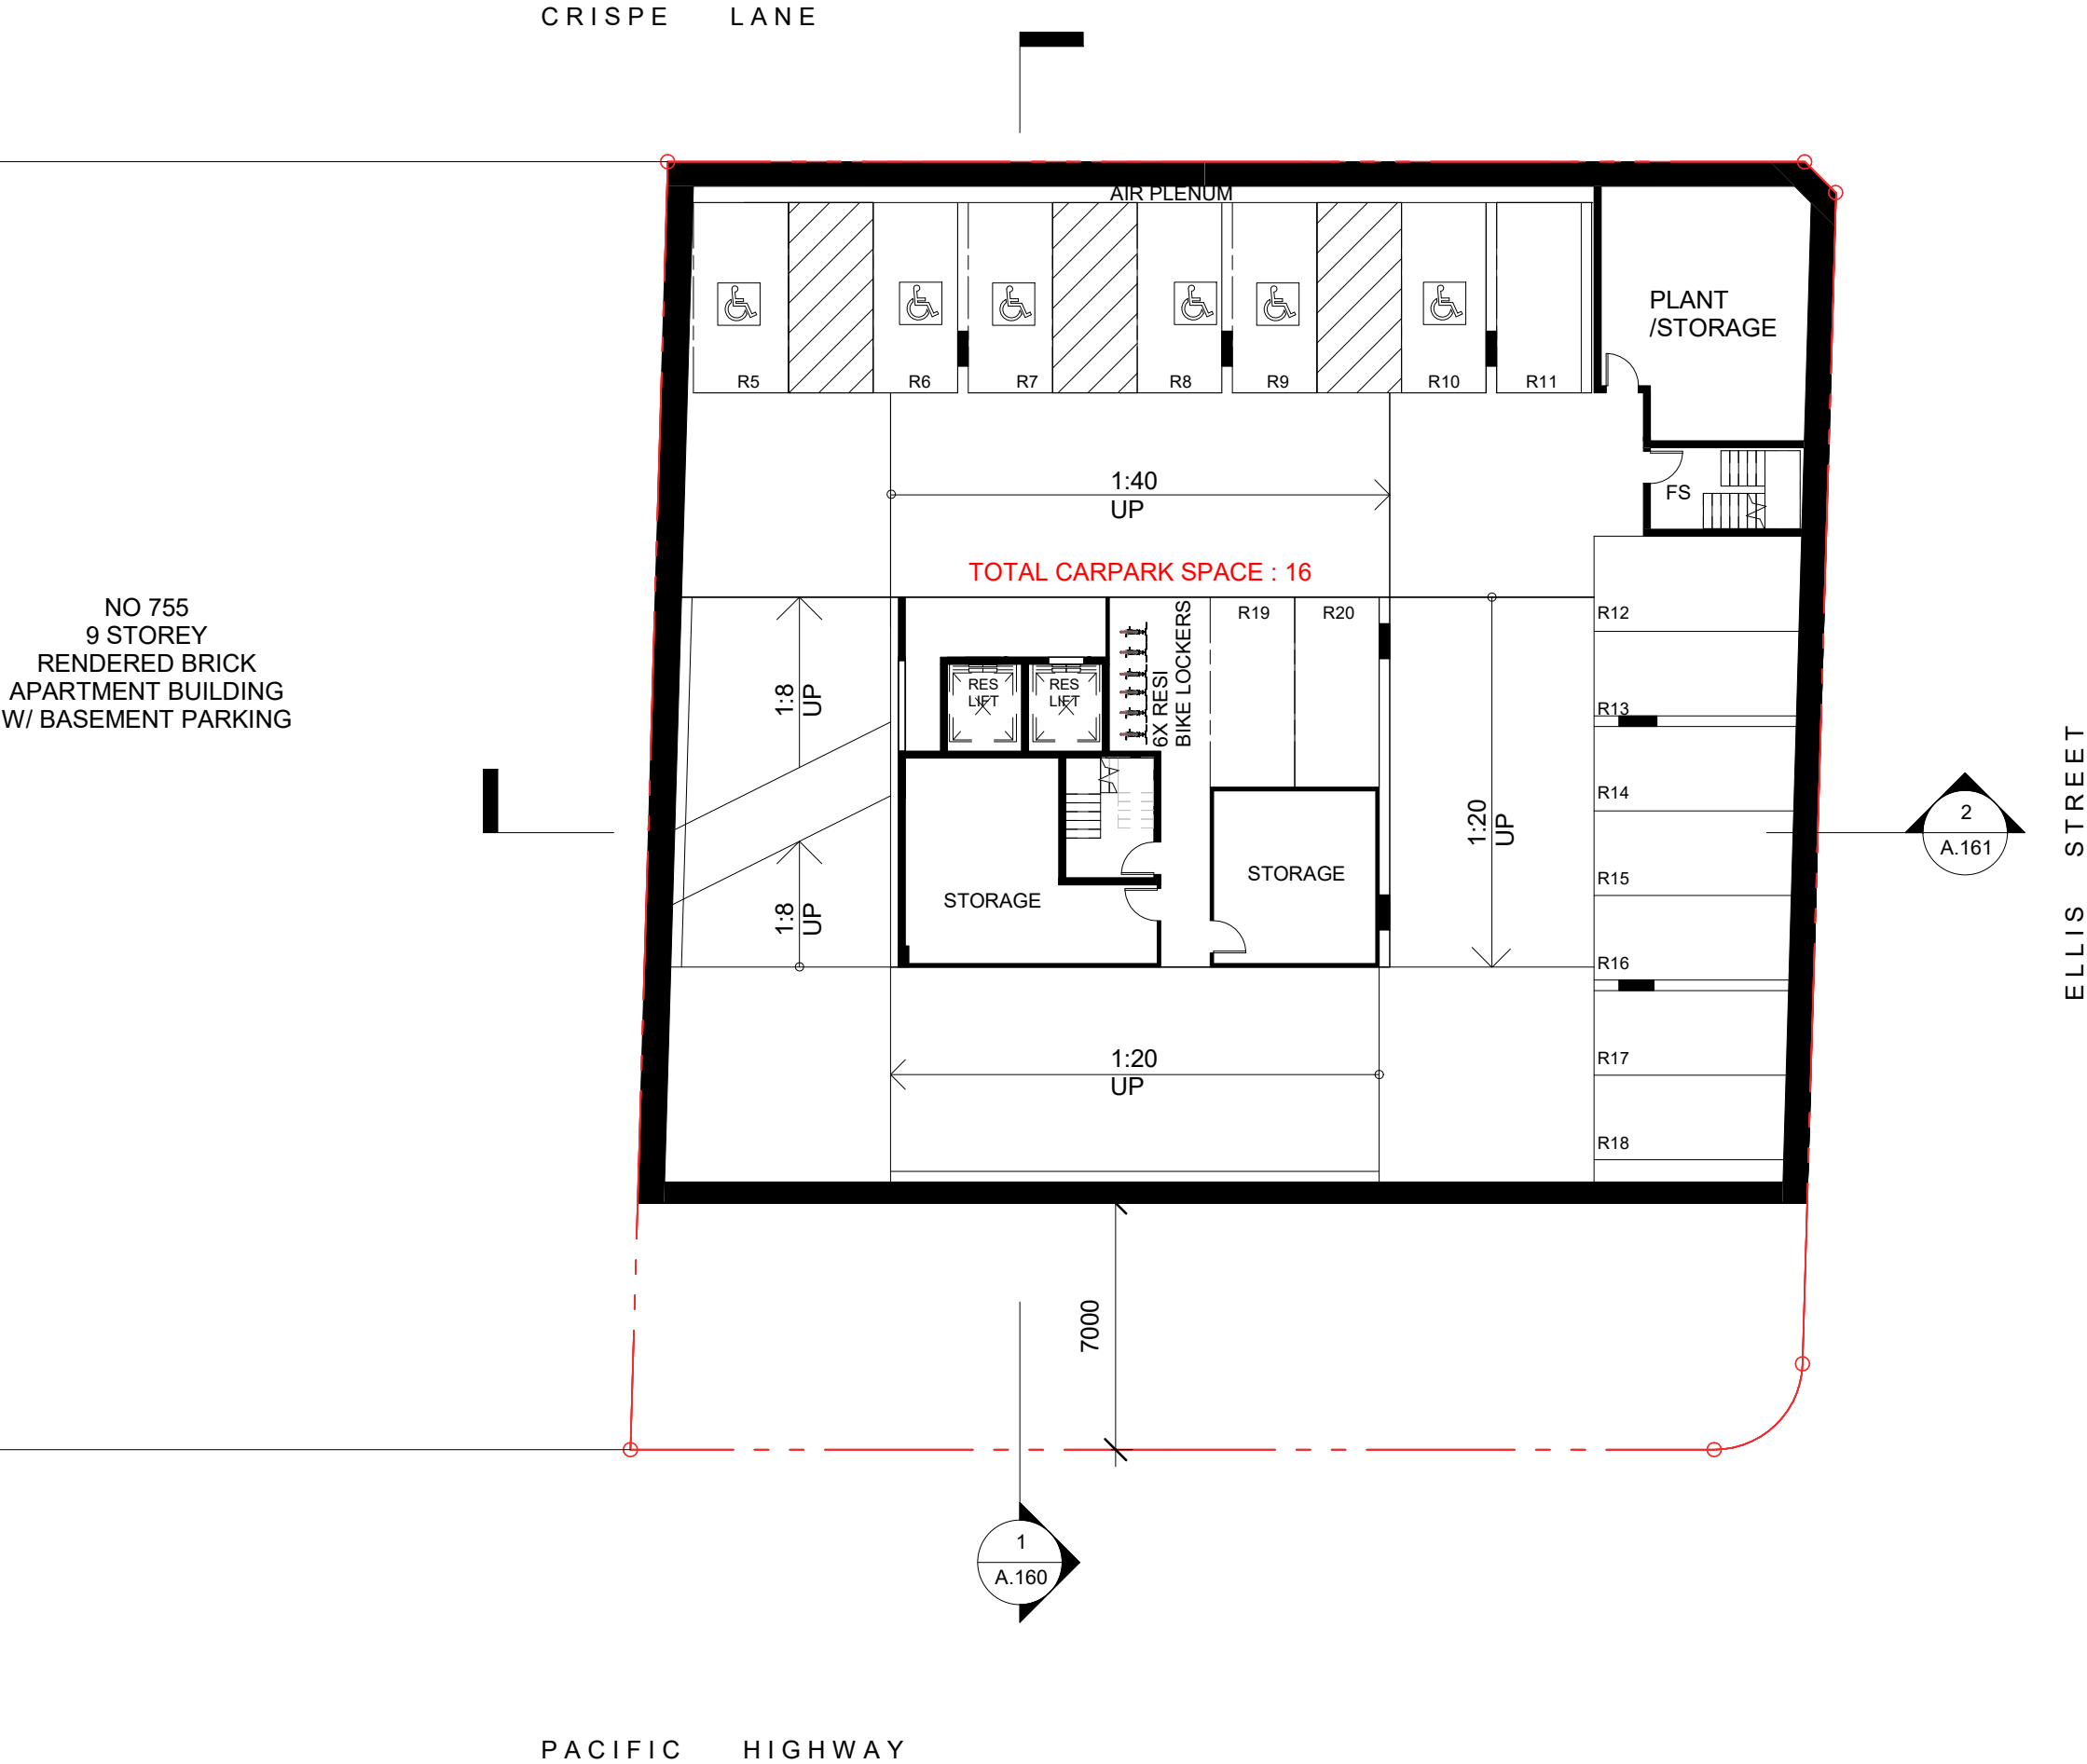 CRISPE LANE
AIR PLENUM
PLANT
/STORAGE
R5
R6
R7
R8
R9
R10
R11
1:40
UP
FS
TOTAL CARPARK SPACE : 16
NO 755
9 STOREY
RENDERED BRICK
APARTMENT BUILDING
W/ BASEMENT PARKING
1:8
UP
RES
LIFT
RES
LIFT
6X RESI
BIKE LOCKERS
R19
R20
R12
R13
R14
R15
R16
R17
R18
1:20
UP
STORAGE
STORAGE
1:8
UP
1:20
UP
2
A.161
ELLIS STREET
7000
1
A.160
PACIFIC HIGHWAY